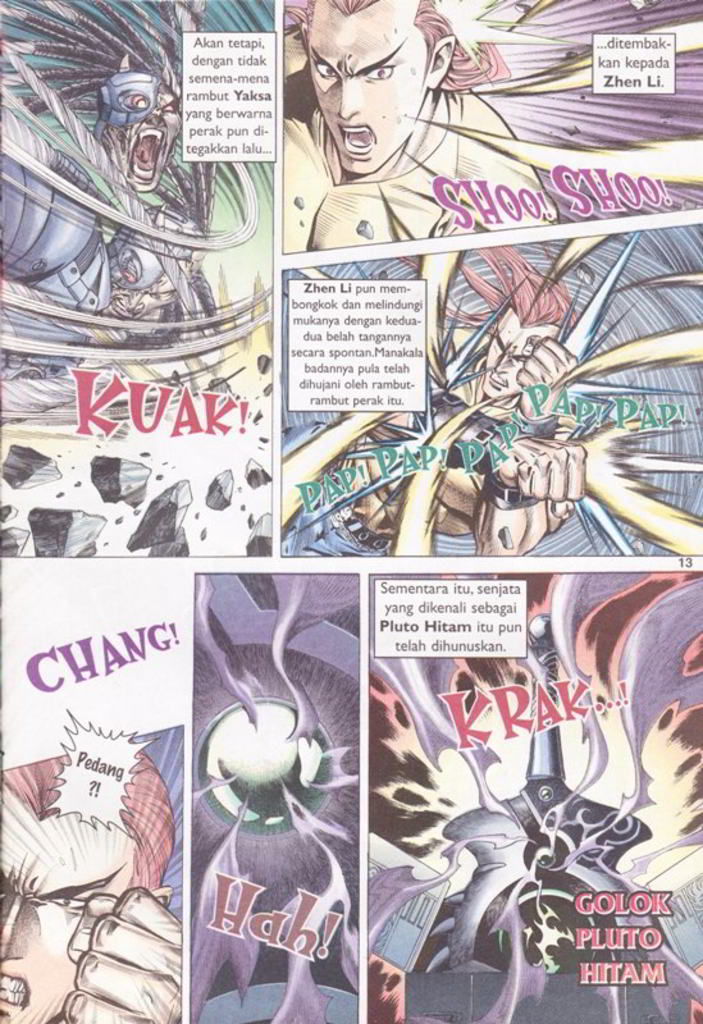 Akan tetapi,
dengan tidak
semena-mena
rambut Yaksa
yang berwarna
perak pun di-
tegakkan lalu...
KUAK!
...ditembak-
kan kepada
Zhen Li.
SHOO! SHOO!
Zhen Li pun mem-
bongkok dan melindungi
mukanya dengan kedua-
dua belah tangannya
secara spontan.Manakala
badannya pula telah
dihujani oleh rambut-
rambut perak itu.
PAP! PAP! PAP! PAP! PAP!
13
CHANG!
Pedang
?!
Hah!
Sementara itu, senjata
yang dikenali sebagai
Pluto Hitam itu pun
telah dihunuskan.
KRAK...!
GOLOK
PLUTO
HITAM